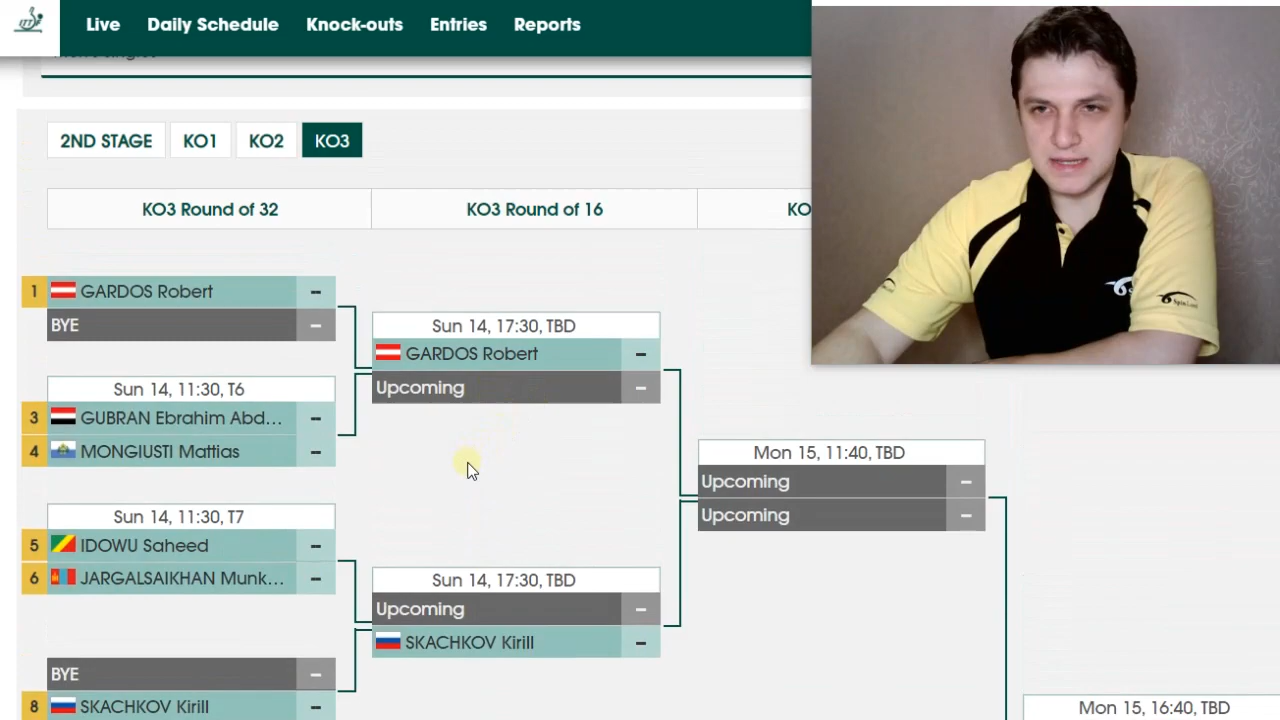 ITTF
Live Daily Schedule Knock-outs Entries Reports
2ND STAGE KO1 KO2 KO3
KO3 Round of 32 KO3 Round of 16 KO
1 GARDOS Robert –
BYE –
Sun 14, 17:30, TBD
GARDOS Robert –
Upcoming –
Sun 14, 11:30, T6
3 GUBRAN Ebrahim Abd... –
4 MONGIUSTI Mattias –
Mon 15, 11:40, TBD
Upcoming –
Upcoming –
Sun 14, 11:30, T7
5 IDOWU Saheed –
6 JARGALSAIKHAN Munk... –
Sun 14, 17:30, TBD
Upcoming –
SKACHKOV Kirill –
BYE –
8 SKACHKOV Kirill –
Mon 15, 16:40, TBD